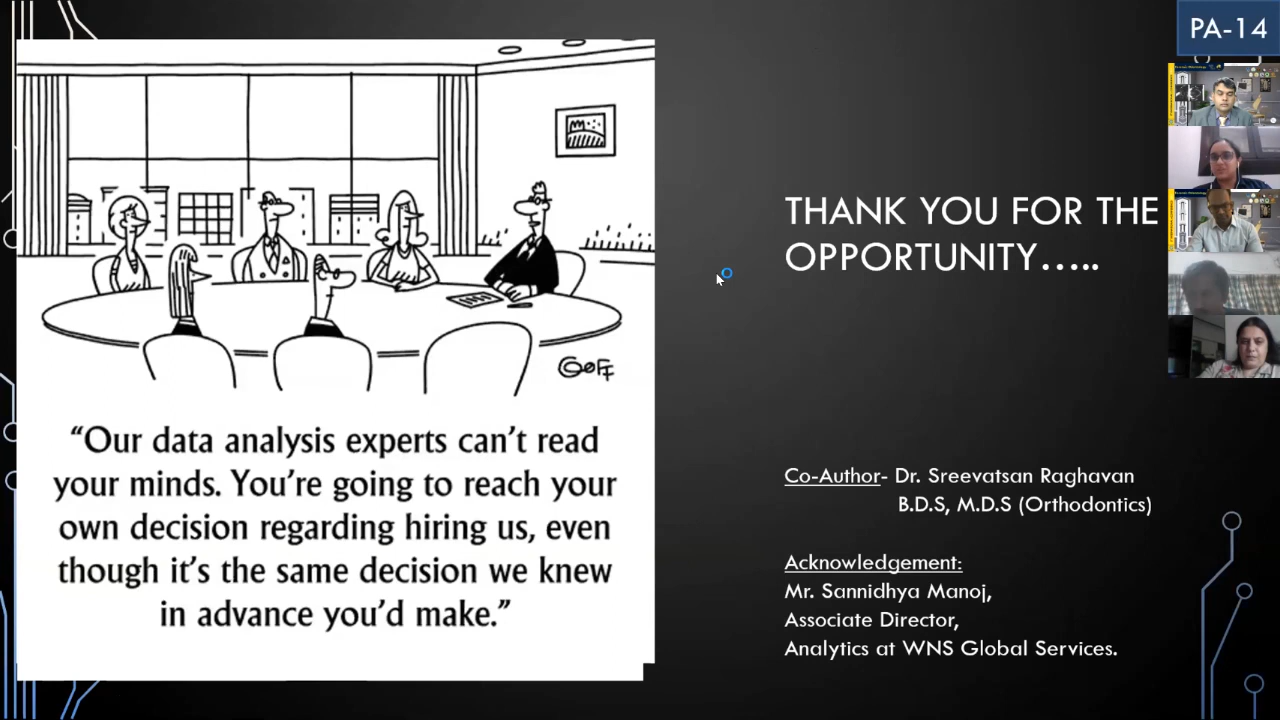 PA-14
THANK YOU FOR THE
OPPORTUNITY.....
GOFF
“Our data analysis experts can’t read
your minds. You’re going to reach your
own decision regarding hiring us, even
though it’s the same decision we knew
in advance you’d make.”
Co-Author- Dr. Sreevatsan Raghavan
B.D.S, M.D.S (Orthodontics)
Acknowledgement:
Mr. Sannidhya Manoj,
Associate Director,
Analytics at WNS Global Services.